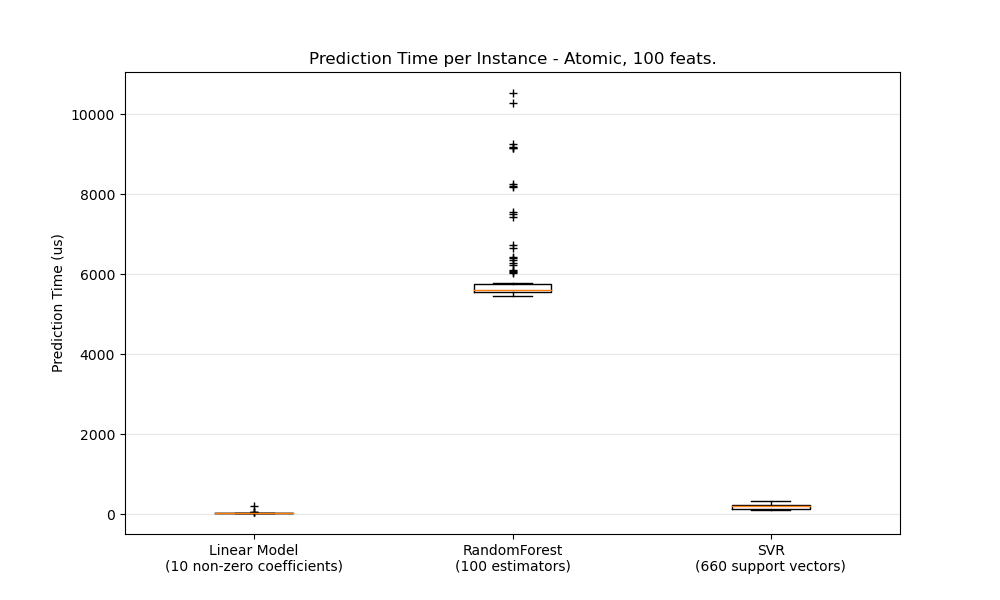 Prediction Time per Instance - Atomic, 100 feats.
Prediction Time (us)
10000
8000
6000
4000
2000
0
Linear Model
(10 non-zero coefficients)
RandomForest
(100 estimators)
SVR
(660 support vectors)